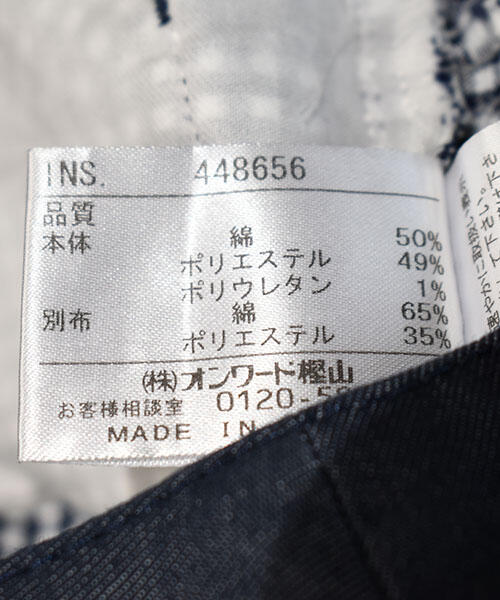 INS. 448656
品質
本体 綿 50%
ポリエステル 49%
ポリウレタン 1%
別布 綿 65%
ポリエステル 35%
(株)オンワード樫山
お客様相談室 0120-5
MADE IN